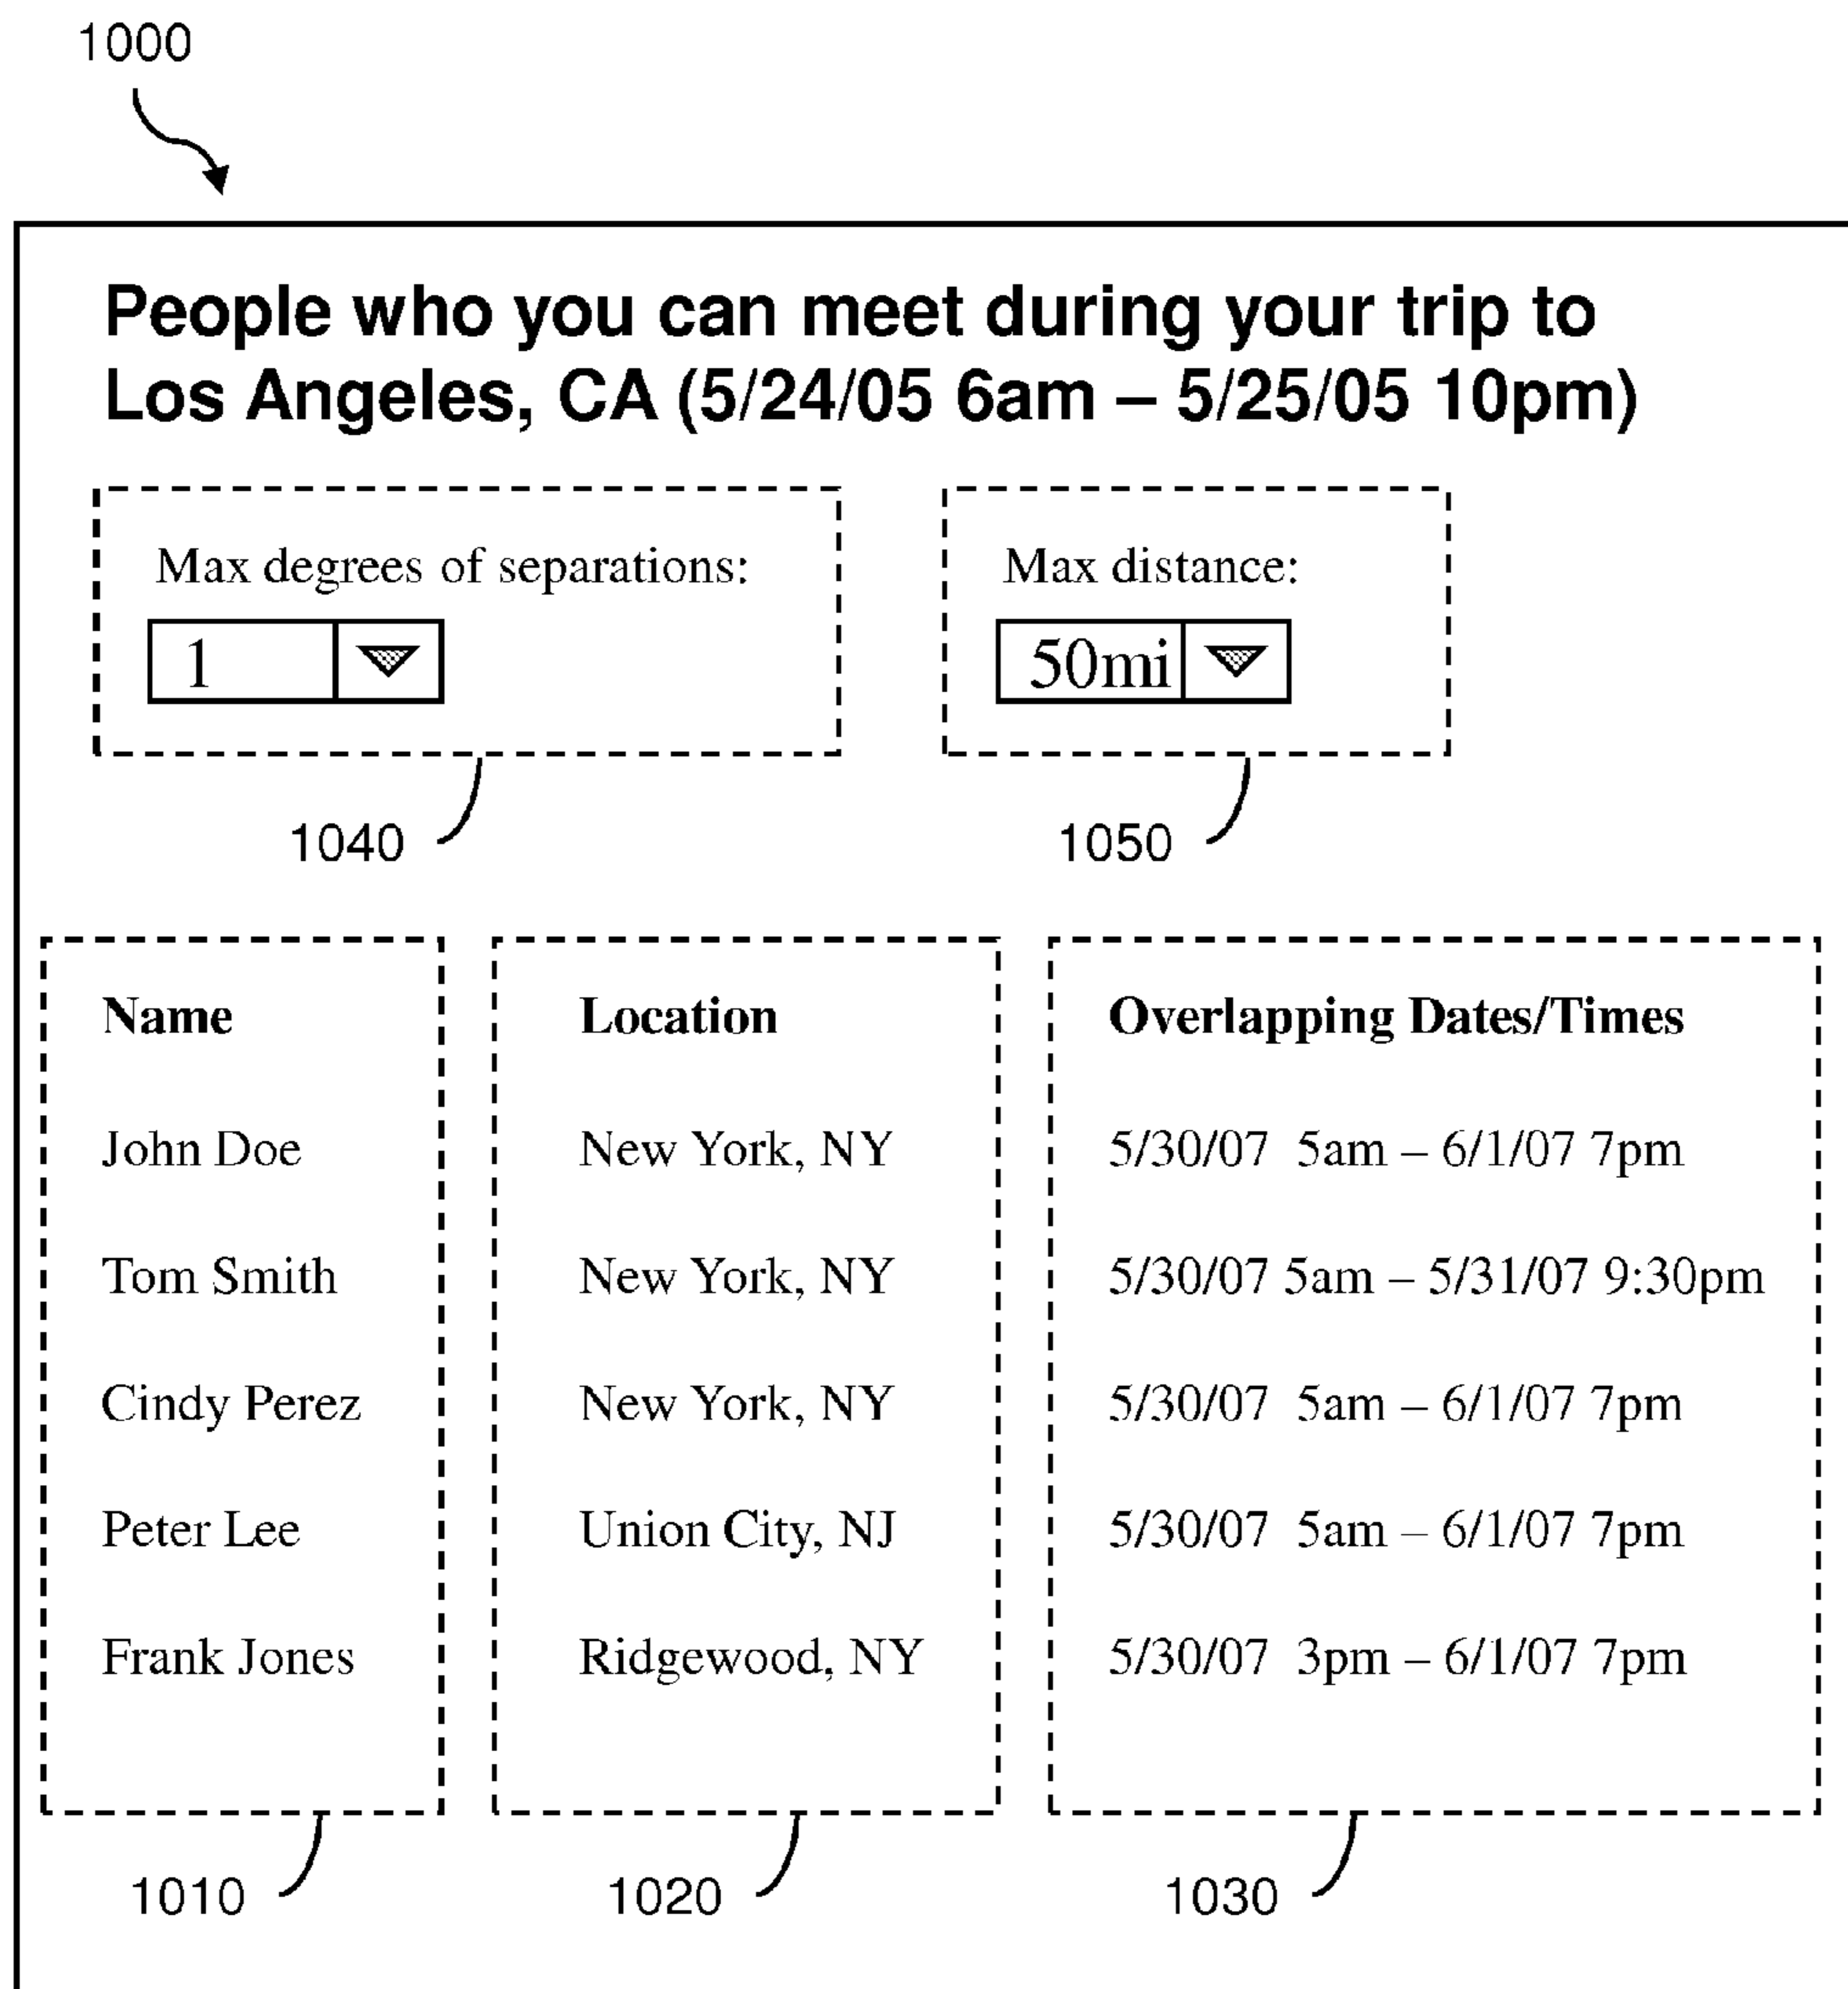 1000
People who you can meet during your trip to
Los Angeles, CA (5/24/05 6am – 5/25/05 10pm)
Max degrees of separations:
1
1040
Max distance:
50mi
1050
Name Location Overlapping Dates/Times
John Doe New York, NY 5/30/07 5am – 6/1/07 7pm
Tom Smith New York, NY 5/30/07 5am – 5/31/07 9:30pm
Cindy Perez New York, NY 5/30/07 5am – 6/1/07 7pm
Peter Lee Union City, NJ 5/30/07 5am – 6/1/07 7pm
Frank Jones Ridgewood, NY 5/30/07 3pm – 6/1/07 7pm
1010 1020 1030